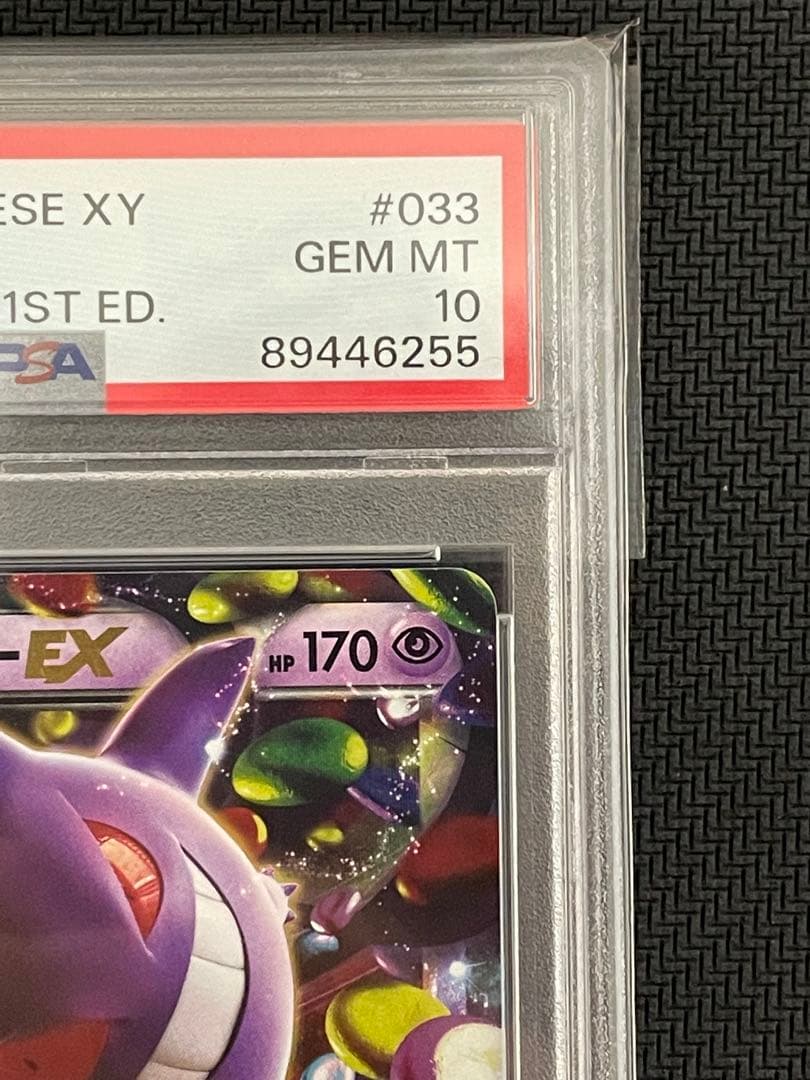 ESE XY #033
GEM MT
1ST ED. 10
PSA 89446255
-EX HP 170